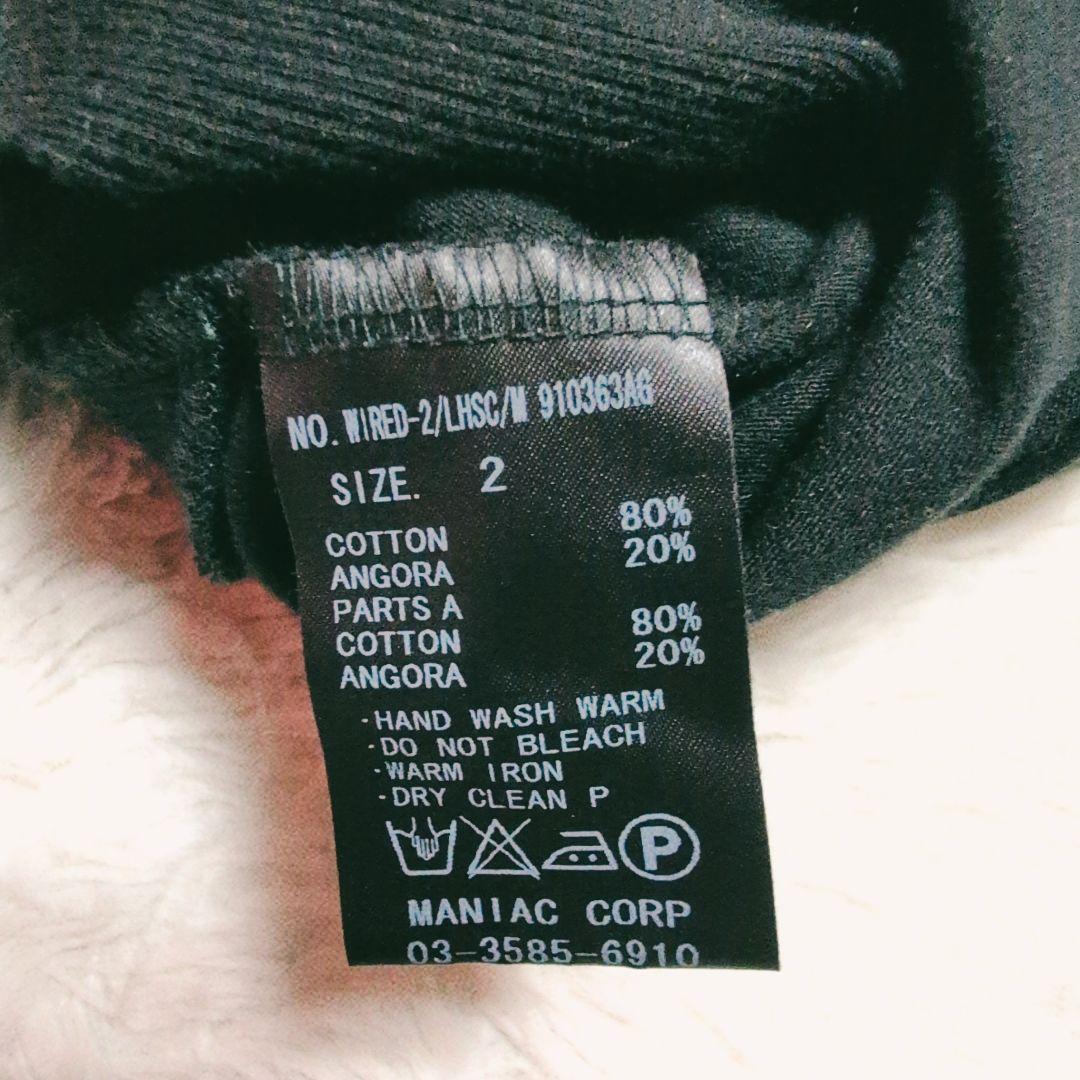 NO. WIRED-2/LHSC/M 910363AG
SIZE. 2
COTTON 80%
ANGORA 20%
PARTS A
COTTON 80%
ANGORA 20%
·HAND WASH WARM
·DO NOT BLEACH
·WARM IRON
·DRY CLEAN P
P
MANIAC CORP
03-3585-6910